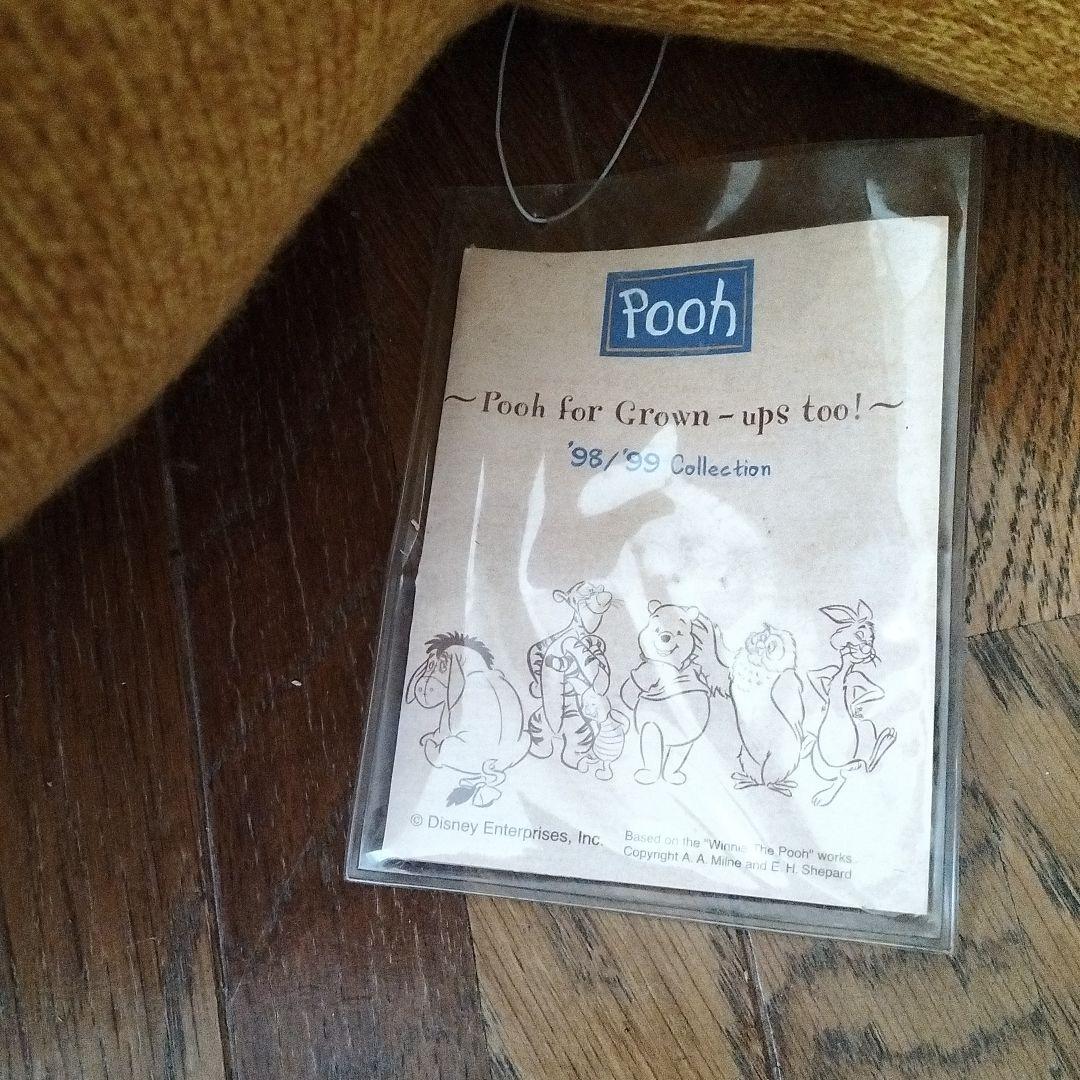 Pooh
~Pooh for Grown-ups too!~
'98/'99 Collection
© Disney Enterprises, Inc.
Based on the "Winnie The Pooh" works.
Copyright A. A. Milne and E. H. Shepard